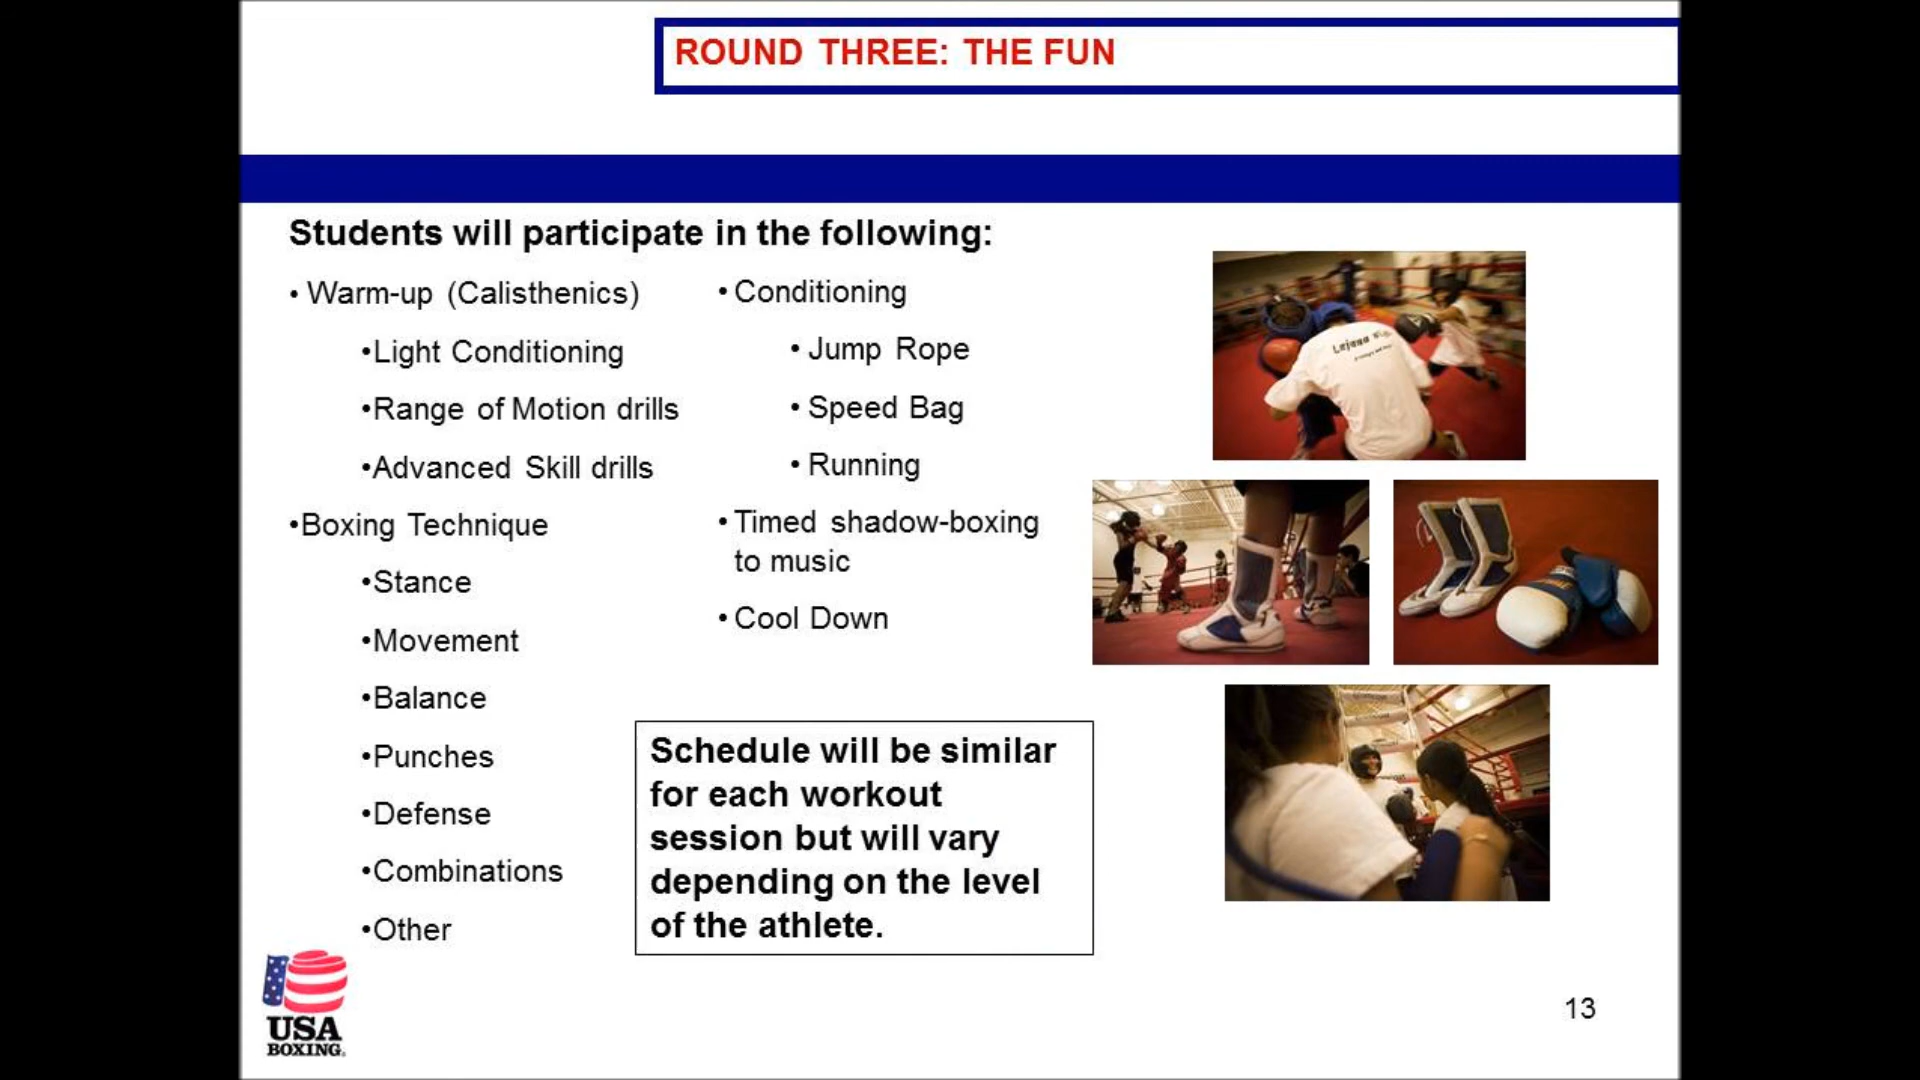 ROUND THREE: THE FUN
Students will participate in the following:
• Warm-up (Calisthenics)
•Light Conditioning
•Range of Motion drills
•Advanced Skill drills
•Boxing Technique
•Stance
•Movement
•Balance
•Punches
•Defense
•Combinations
•Other
• Conditioning
• Jump Rope
• Speed Bag
• Running
• Timed shadow-boxing
to music
• Cool Down
Schedule will be similar
for each workout
session but will vary
depending on the level
of the athlete.
USA
BOXING.
13